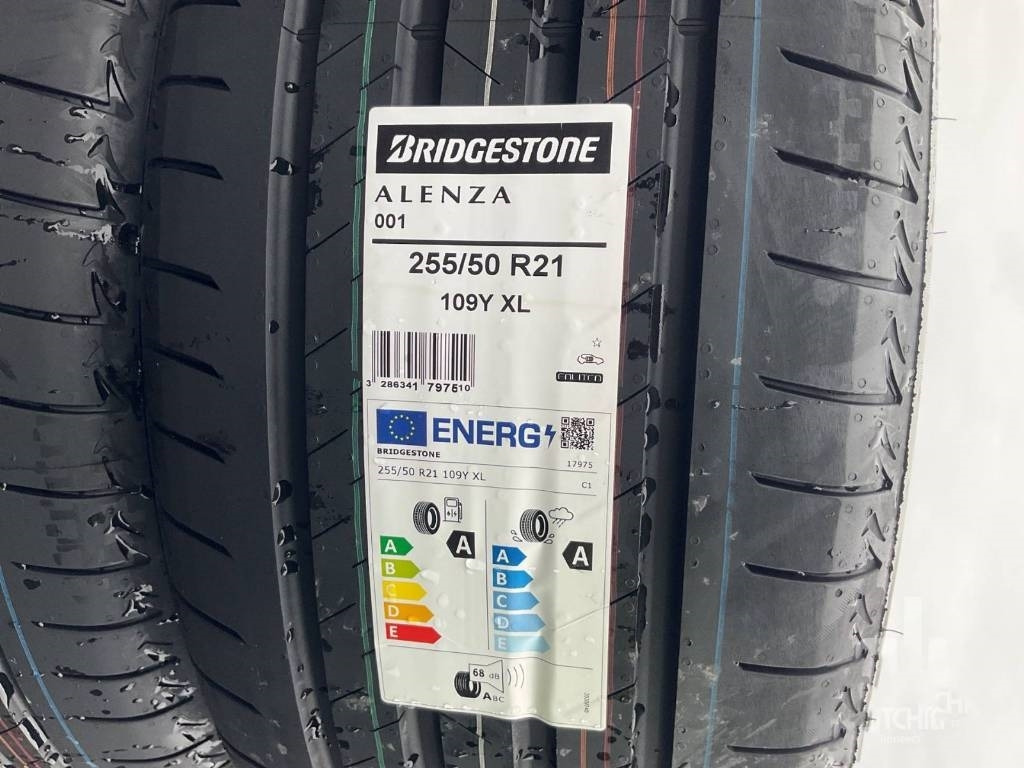 BRIDGESTONE
ALENZA
001
255/50 R21
109Y XL
3 286341 797510
ENERG
BRIDGESTONE
17975
255/50 R21 109Y XL
C1
A
A
A
A
B
B
C
D
D
E
E
68 dB
ABC